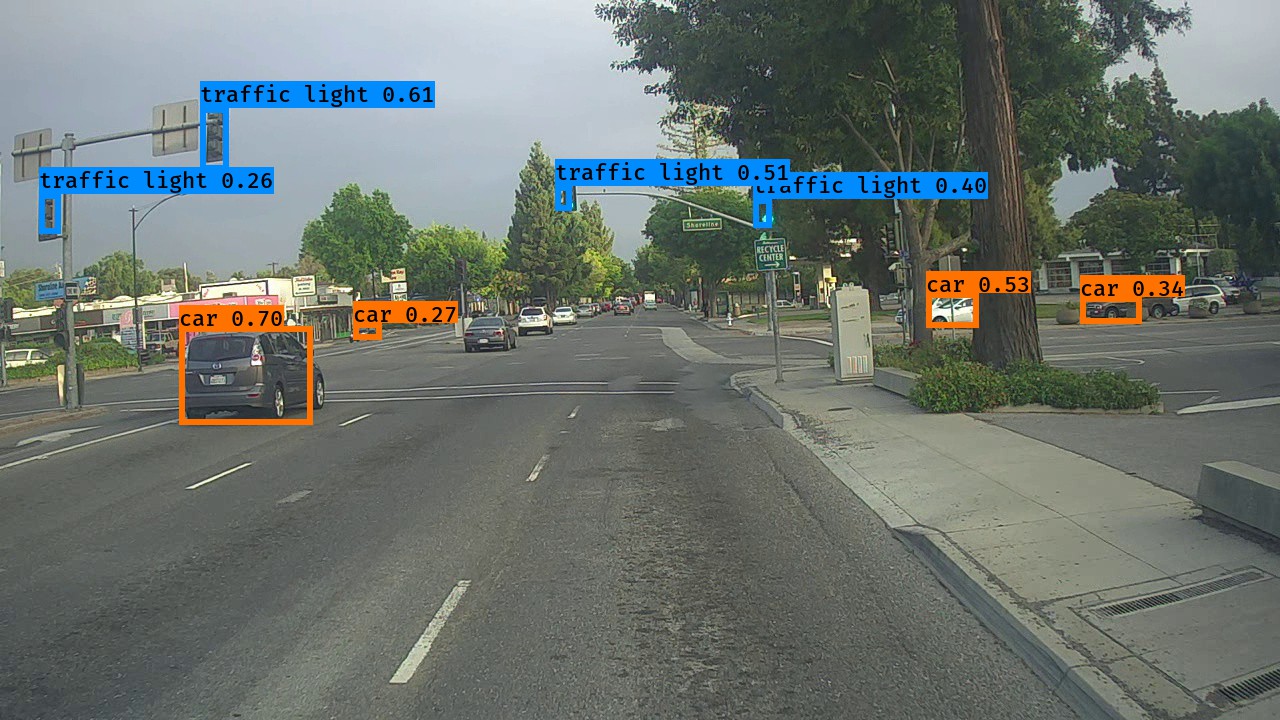 traffic light 0.61
traffic light 0.26
traffic light 0.51
traffic light 0.40
Shoreline
RECYCLE
CENTER
car 0.53
car 0.34
car 0.27
car 0.70